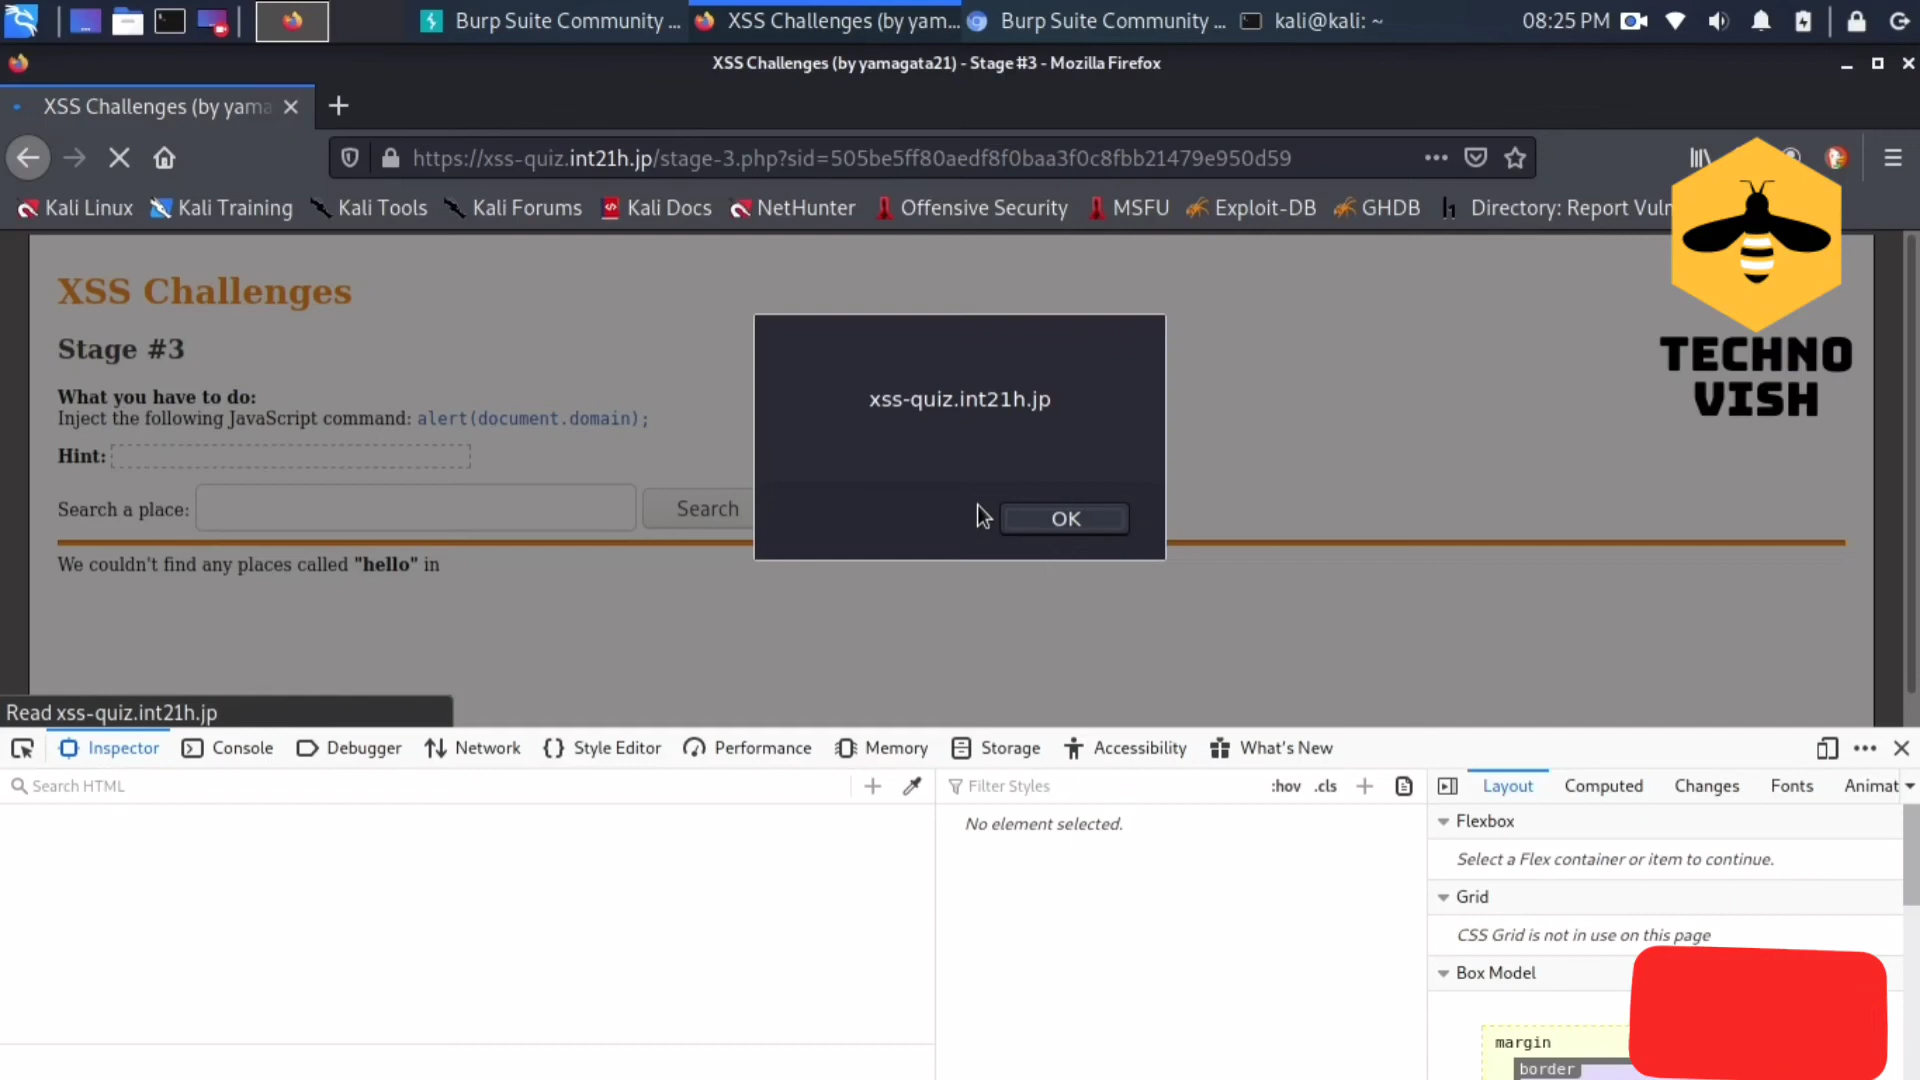 Burp Suite Community ...
XSS Challenges (by yam...
Burp Suite Community ...
kali@kali: ~
08:25 PM
XSS Challenges (by yamagata21) - Stage #3 - Mozilla Firefox
XSS Challenges (by yama
https://xss-quiz.int21h.jp/stage-3.php?sid=505be5ff80aedf8f0baa3f0c8fbb21479e950d59
Kali Linux
Kali Training
Kali Tools
Kali Forums
Kali Docs
NetHunter
Offensive Security
MSFU
Exploit-DB
GHDB
Directory: Report Vuln
XSS Challenges
Stage #3
What you have to do:
Inject the following JavaScript command: alert(document.domain);
Hint:
Search a place:
Search
We couldn't find any places called "hello" in
xss-quiz.int21h.jp
OK
TECHNO
VISH
Read xss-quiz.int21h.jp
Inspector
Console
Debugger
Network
Style Editor
Performance
Memory
Storage
Accessibility
What's New
Search HTML
Filter Styles
:hov .cls
Layout
Computed
Changes
Fonts
Animat
No element selected.
Flexbox
Select a Flex container or item to continue.
Grid
CSS Grid is not in use on this page
Box Model
margin
border